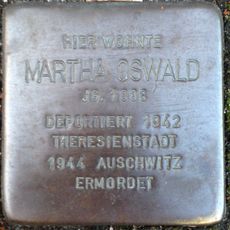 HIER WOHNTE
MARTHA OSWALD
JG.
DEPORTIERT 1942
THERESIENSTADT
1944 AUSCHWITZ
ERMORDET